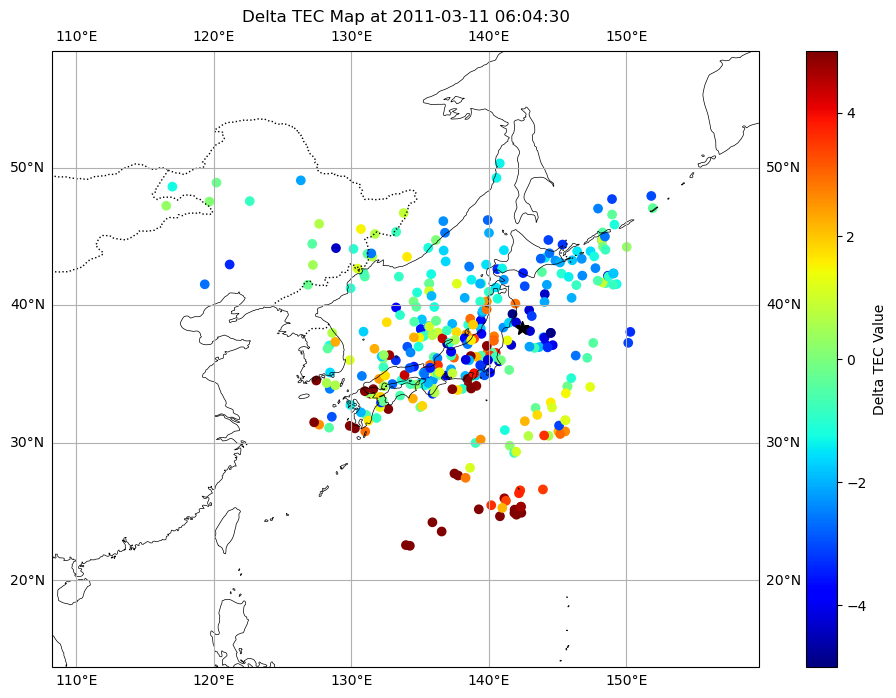 Delta TEC Map at 2011-03-11 06:04:30
110°E 120°E 130°E 140°E 150°E
50°N 50°N
40°N 40°N
30°N 30°N
20°N 20°N
110°E 120°E 130°E 140°E 150°E
4
2
0
−2
−4
Delta TEC Value